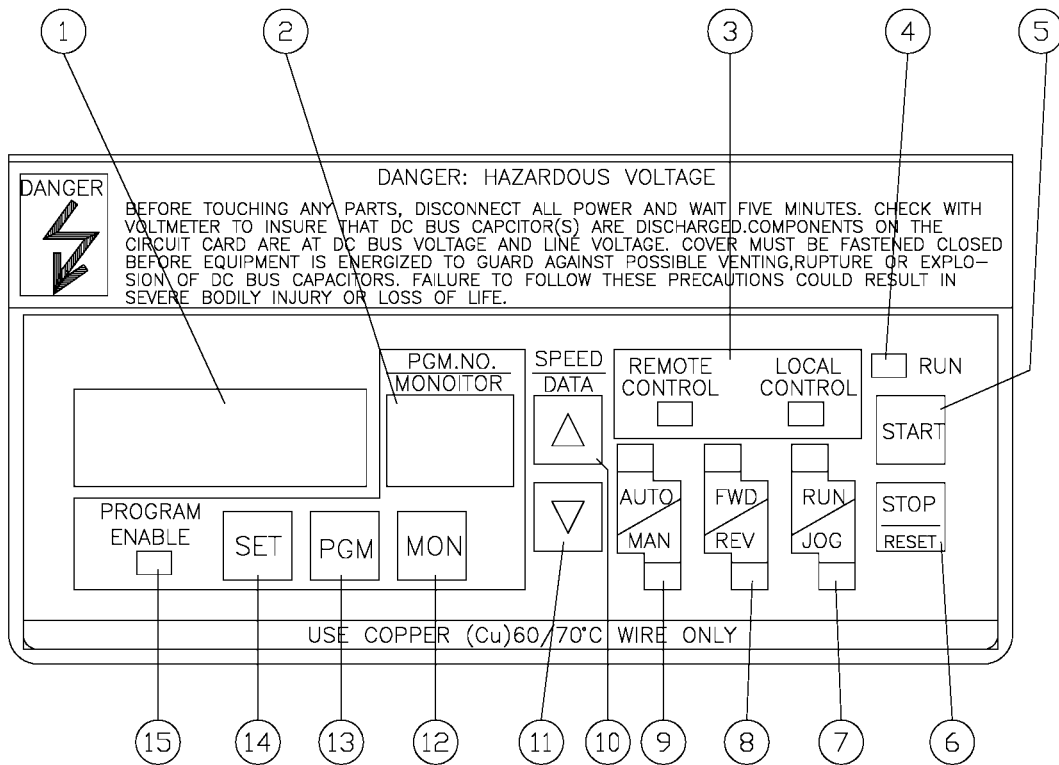 1 2 3 4 5
DANGER
DANGER: HAZARDOUS VOLTAGE
BEFORE TOUCHING ANY PARTS, DISCONNECT ALL POWER AND WAIT FIVE MINUTES. CHECK WITH
VOLTMETER TO INSURE THAT DC BUS CAPCITOR(S) ARE DISCHARGED.COMPONENTS ON THE
CIRCUIT CARD ARE AT DC BUS VOLTAGE AND LINE VOLTAGE. COVER MUST BE FASTENED CLOSED
BEFORE EQUIPMENT IS ENERGIZED TO GUARD AGAINST POSSIBLE VENTING,RUPTURE OR EXPLO-
SION OF DC BUS CAPACITORS. FAILURE TO FOLLOW THESE PRECAUTIONS COULD RESULT IN
SEVERE BODILY INJURY OR LOSS OF LIFE.
PGM.NO.
MONOITOR
SPEED
DATA
REMOTE
CONTROL
LOCAL
CONTROL
RUN
START
AUTO
MAN
FWD
REV
RUN
JOG
STOP
RESET
PROGRAM
ENABLE
SET
PGM
MON
USE COPPER (Cu)60/70°C WIRE ONLY
15 14 13 12 11 10 9 8 7 6